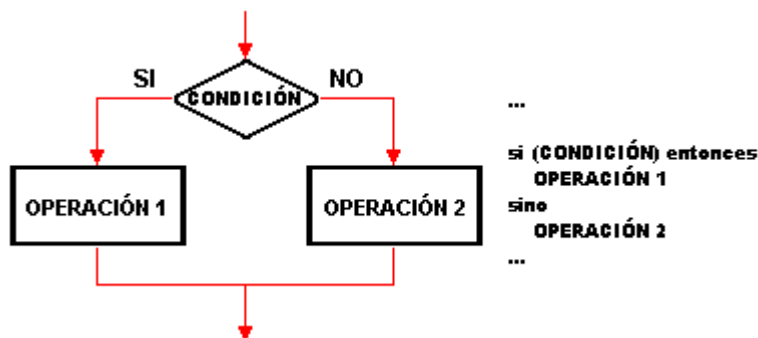 SI
NO
CONDICIÓN
OPERACIÓN 1
OPERACIÓN 2
...
si (CONDICIÓN) entonces
OPERACIÓN 1
sino
OPERACIÓN 2
...